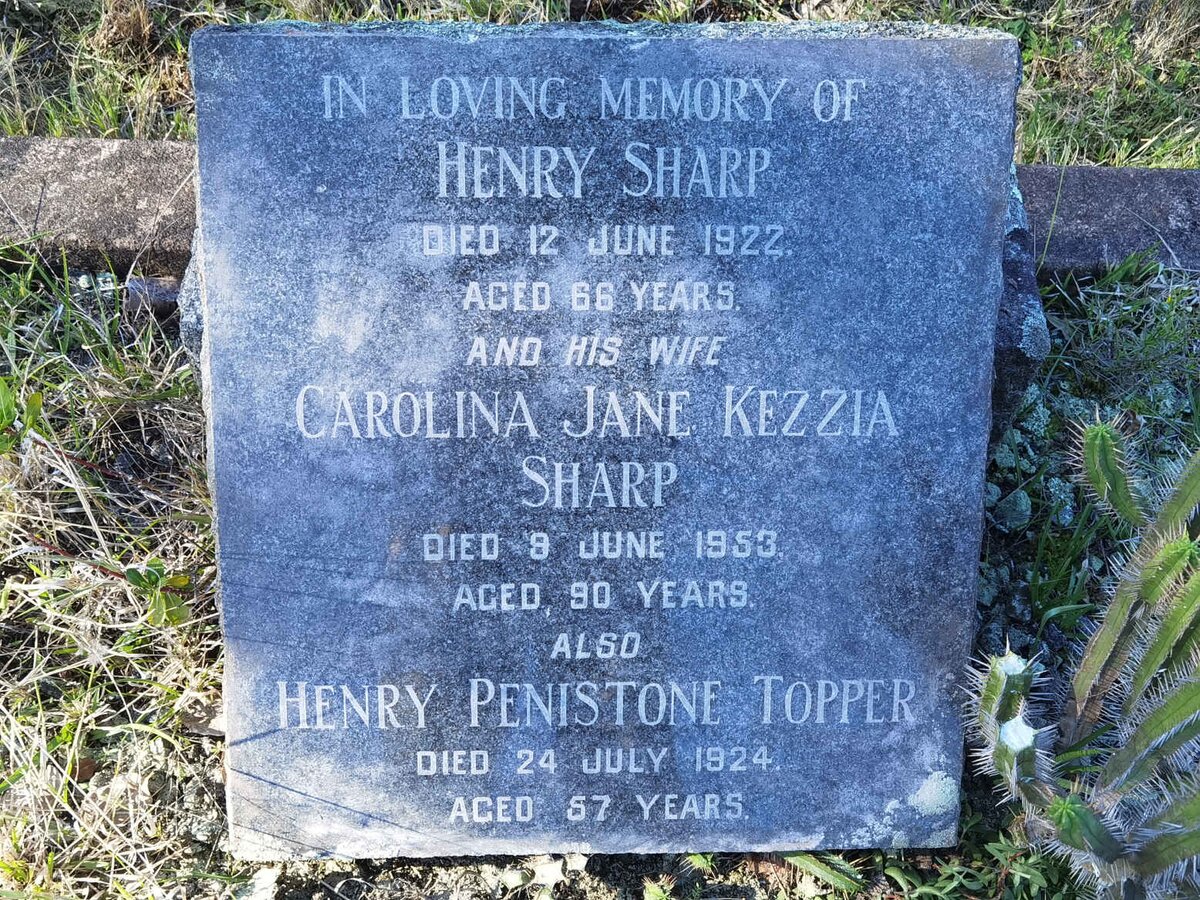 IN LOVING MEMORY OF
HENRY SHARP
DIED 12 JUNE 1922.
AGED 66 YEARS.
AND HIS WIFE
CAROLINA JANE KEZZIA
SHARP
DIED 9 JUNE 1953.
AGED 90 YEARS.
ALSO
HENRY PENISTONE TOPPER
DIED 24 JULY 1924.
AGED 57 YEARS.